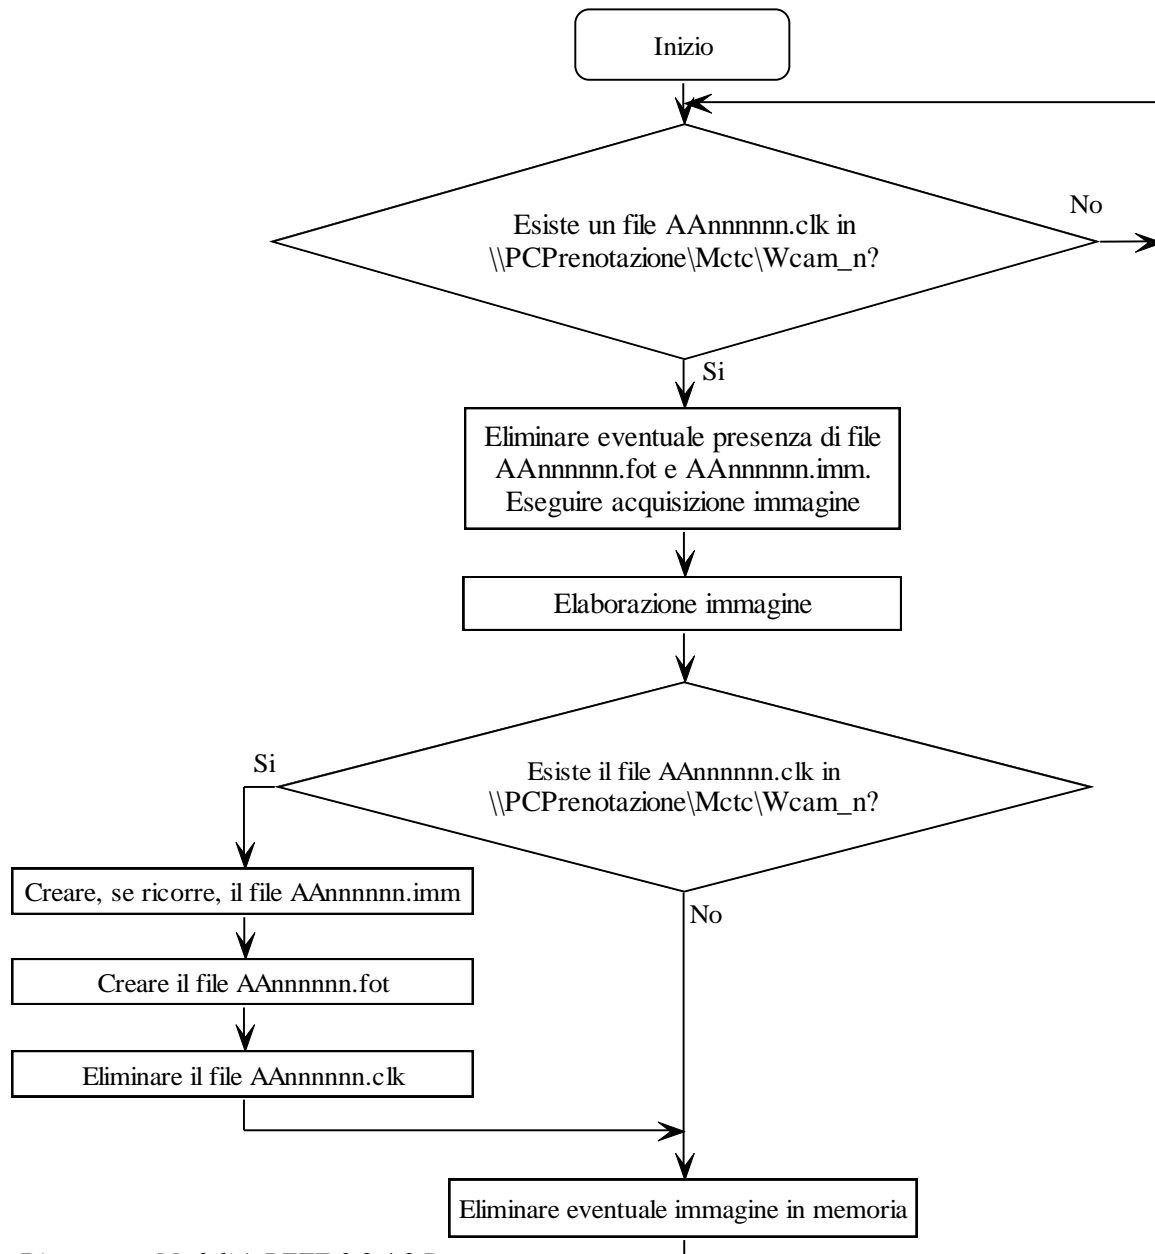 Inizio
No
Esiste un file AAnnnnnn.clk in
\\PCPrenotazione\Mctc\Wcam_n?
Si
Eliminare eventuale presenza di file
AAnnnnnn.fot e AAnnnnnn.imm.
Eseguire acquisizione immagine
Elaborazione immagine
Si
Esiste il file AAnnnnnn.clk in
\\PCPrenotazione\Mctc\Wcam_n?
Creare, se ricorre, il file AAnnnnnn.imm
No
Creare il file AAnnnnnn.fot
Eliminare il file AAnnnnnn.clk
Eliminare eventuale immagine in memoria